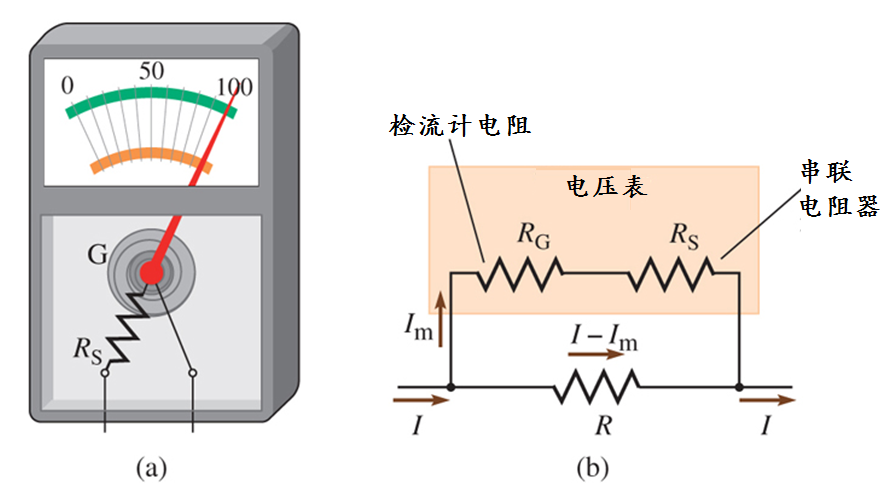 0
50
100
G
R_S
(a)
检流计电阻
电压表
串联
电阻器
R_G
R_S
I_m
I – I_m
I
R
I
(b)